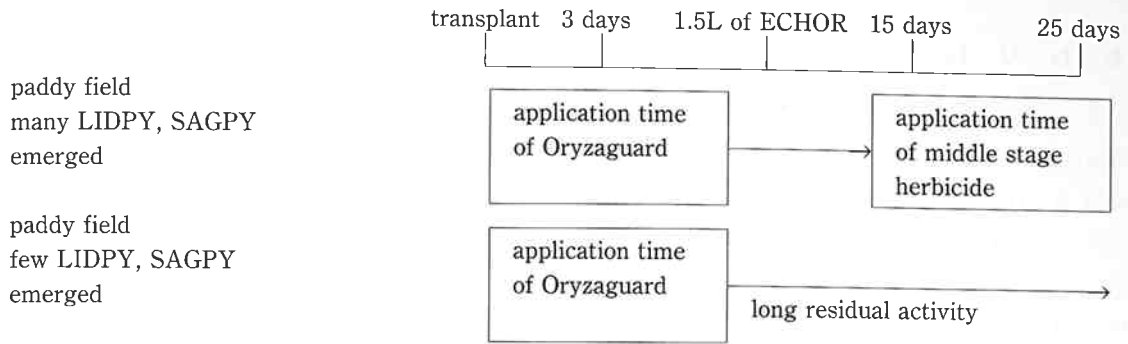 transplant 3 days 1.5L of ECHOR 15 days 25 days
paddy field
many LIDPY, SAGPY
emerged
application time
of Oryzaguard
application time
of middle stage
herbicide
paddy field
few LIDPY, SAGPY
emerged
application time
of Oryzaguard
long residual activity